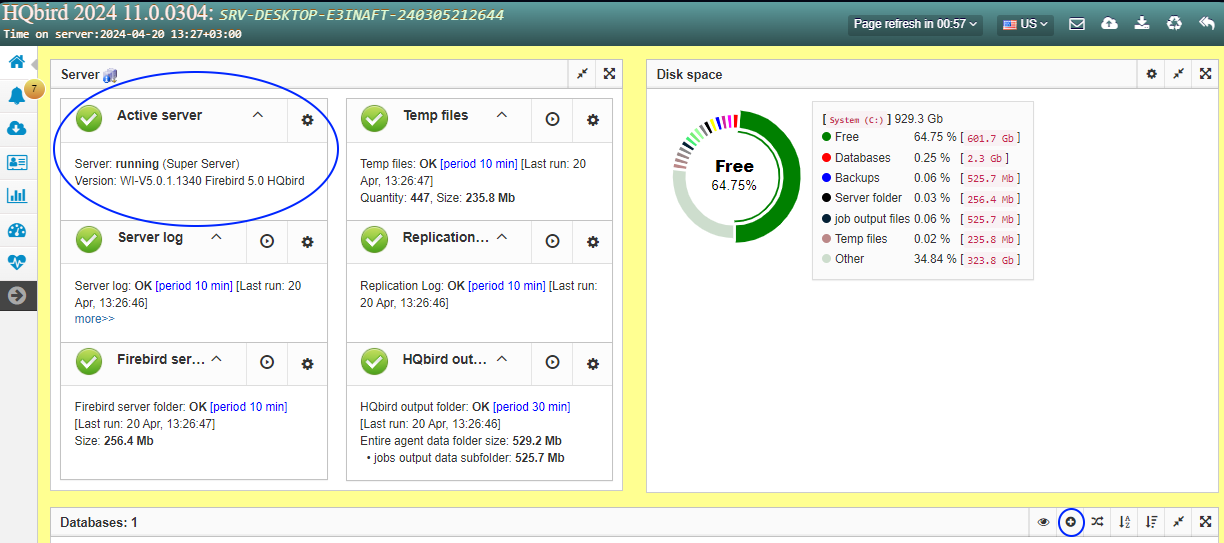 HQbird 2024 11.0.0304: SRV-DESKTOP-E3INAFT-240305212644
Time on server:2024-04-20 13:27+03:00
Page refresh in 00:57
US
7
Server
Active server
Server: running (Super Server)
Version: WI-V5.0.1.1340 Firebird 5.0 HQbird
Temp files
Temp files: OK [period 10 min] [Last run: 20
Apr, 13:26:47]
Quantity: 447, Size: 235.8 Mb
Server log
Server log: OK [period 10 min] [Last run: 20
Apr, 13:26:46]
more>>
Replication...
Replication Log: OK [period 10 min] [Last run:
20 Apr, 13:26:46]
Firebird ser...
Firebird server folder: OK [period 10 min]
[Last run: 20 Apr, 13:26:47]
Size: 256.4 Mb
HQbird out...
HQbird output folder: OK [period 30 min]
[Last run: 20 Apr, 13:26:46]
Entire agent data folder size: 529.2 Mb
• jobs output data subfolder: 525.7 Mb
Disk space
Free
64.75%
[ System (C:) ] 929.3 Gb
Free 64.75 % [ 601.7 Gb ]
Databases 0.25 % [ 2.3 Gb ]
Backups 0.06 % [ 525.7 Mb ]
Server folder 0.03 % [ 256.4 Mb ]
job output files 0.06 % [ 525.7 Mb ]
Temp files 0.02 % [ 235.8 Mb ]
Other 34.84 % [ 323.8 Gb ]
Databases: 1